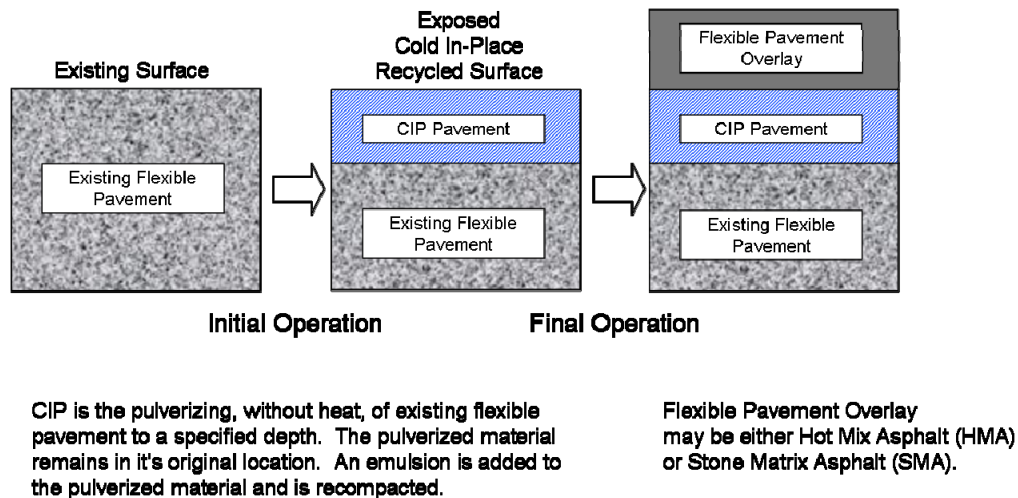 Existing Surface
Existing Flexible
Pavement
Exposed
Cold In-Place
Recycled Surface
CIP Pavement
Existing Flexible
Pavement
Flexible Pavement
Overlay
CIP Pavement
Existing Flexible
Pavement
Initial Operation
Final Operation
CIP is the pulverizing, without heat, of existing flexible
pavement to a specified depth.  The pulverized material
remains in it's original location.  An emulsion is added to
the pulverized material and is recompacted.
Flexible Pavement Overlay
may be either Hot Mix Asphalt (HMA)
or Stone Matrix Asphalt (SMA).